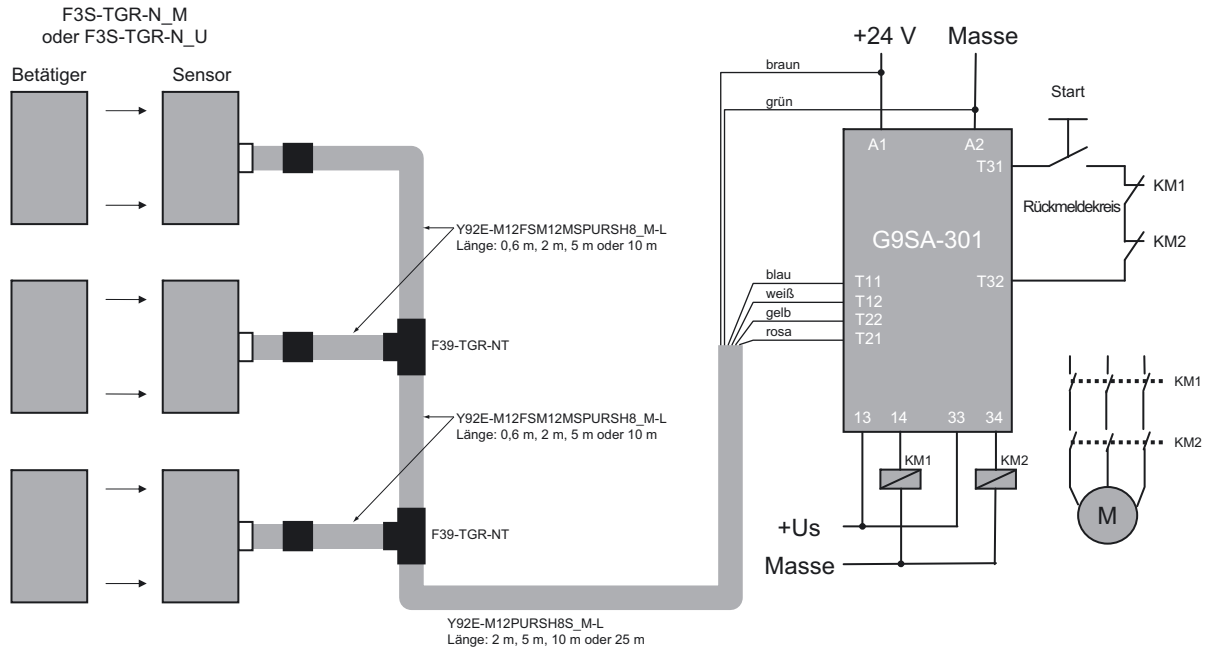 F3S-TGR-N_M
oder F3S-TGR-N_U
Betätiger
Sensor
Y92E-M12FSM12MSPURSH8_M-L
Länge: 0,6 m, 2 m, 5 m oder 10 m
F39-TGR-NT
Y92E-M12FSM12MSPURSH8_M-L
Länge: 0,6 m, 2 m, 5 m oder 10 m
F39-TGR-NT
Y92E-M12PURSH8S_M-L
Länge: 2 m, 5 m, 10 m oder 25 m
+24 V
Masse
braun
grün
A1
A2
T31
Start
KM1
Rückmeldekreis
KM2
G9SA-301
blau
T11
T32
weiß
T12
gelb
T22
rosa
T21
13
14
33
34
KM1
KM2
+Us
Masse
KM1
KM2
M